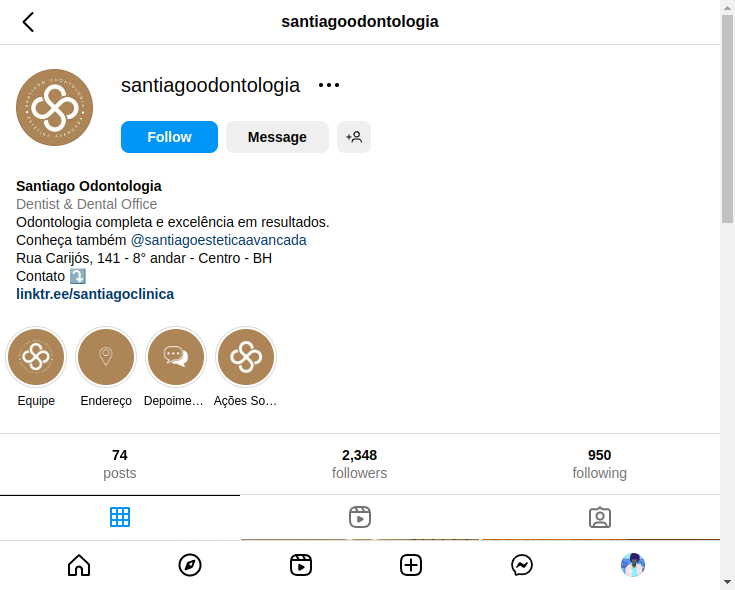 santiagoodontologia
santiagoodontologia
Follow
Message
Santiago Odontologia
Dentist & Dental Office
Odontologia completa e excelência em resultados.
Conheça também @santiagoesteticaavancada
Rua Carijós, 141 - 8° andar - Centro - BH
Contato ⤵️
linktr.ee/santiagoclinica
Equipe
Endereço
Depoime…
Ações So…
74
posts
2,348
followers
950
following